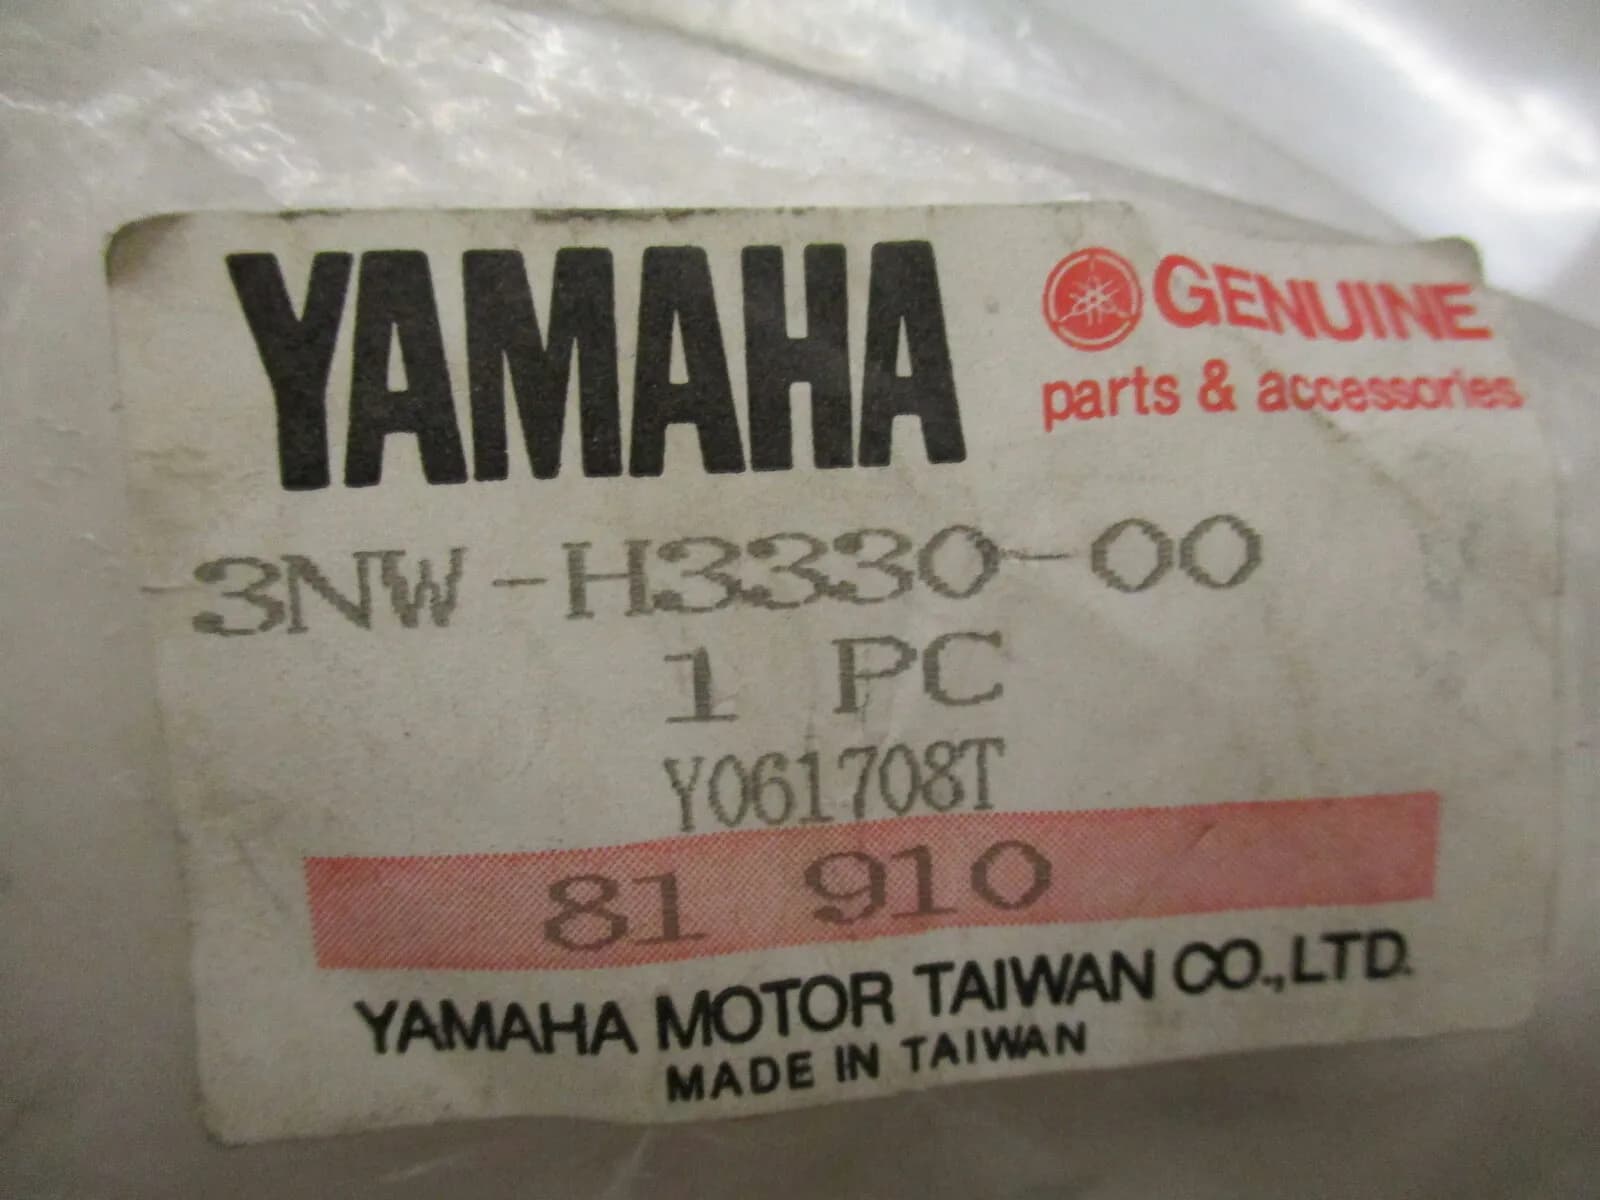 YAMAHA
GENUINE
parts & accessories
3NW-H3330-00
1 PC
Y061708T
81 910
YAMAHA MOTOR TAIWAN CO.,LTD.
MADE IN TAIWAN